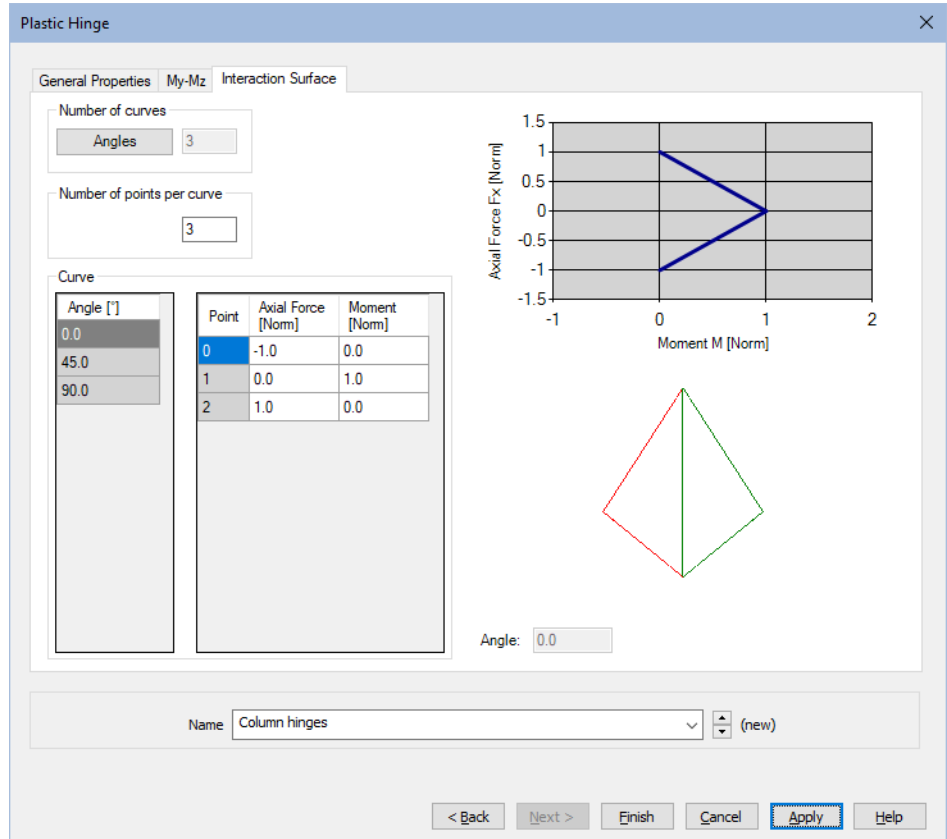 Plastic Hinge
General Properties My-Mz Interaction Surface
Number of curves
Angles 3
Number of points per curve
3
Curve
Angle [°]
0.0
45.0
90.0
Point Axial Force [Norm] Moment [Norm]
0 -1.0 0.0
1 0.0 1.0
2 1.0 0.0
Axial Force Fx [Norm]
1.5
1
0.5
0
-0.5
-1
-1.5
-1 0 1 2
Moment M [Norm]
Angle: 0.0
Name Column hinges (new)
< Back Next > Finish Cancel Apply Help